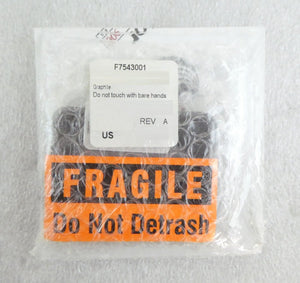 F7543001
Graphite
Do not touch with bare hands
REV A
US
FRAGILE
Do Not Detrash